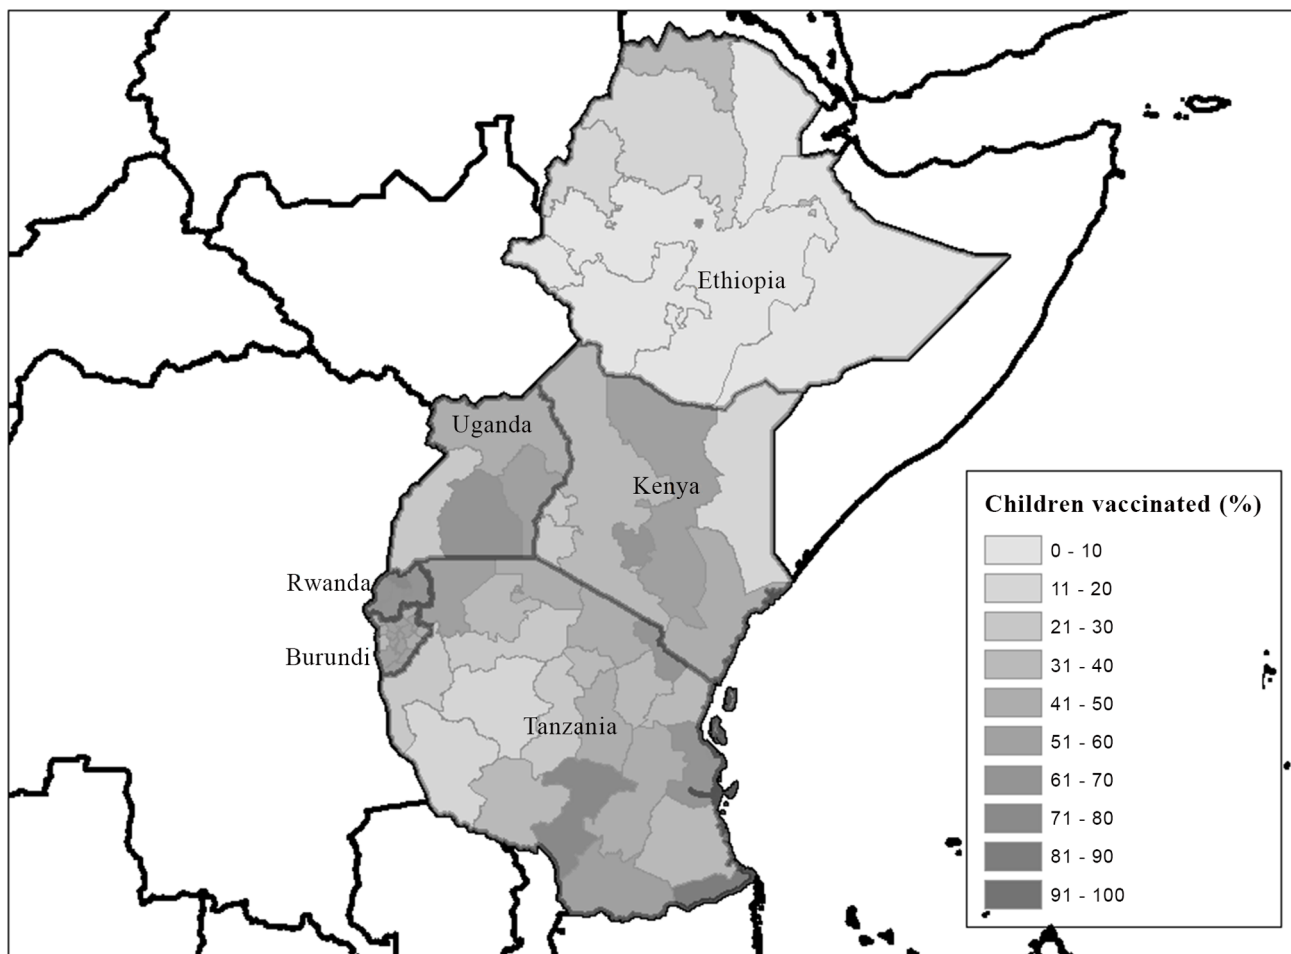 Ethiopia
Uganda
Kenya
Rwanda
Burundi
Tanzania
Children vaccinated (%)
0 - 10
11 - 20
21 - 30
31 - 40
41 - 50
51 - 60
61 - 70
71 - 80
81 - 90
91 - 100